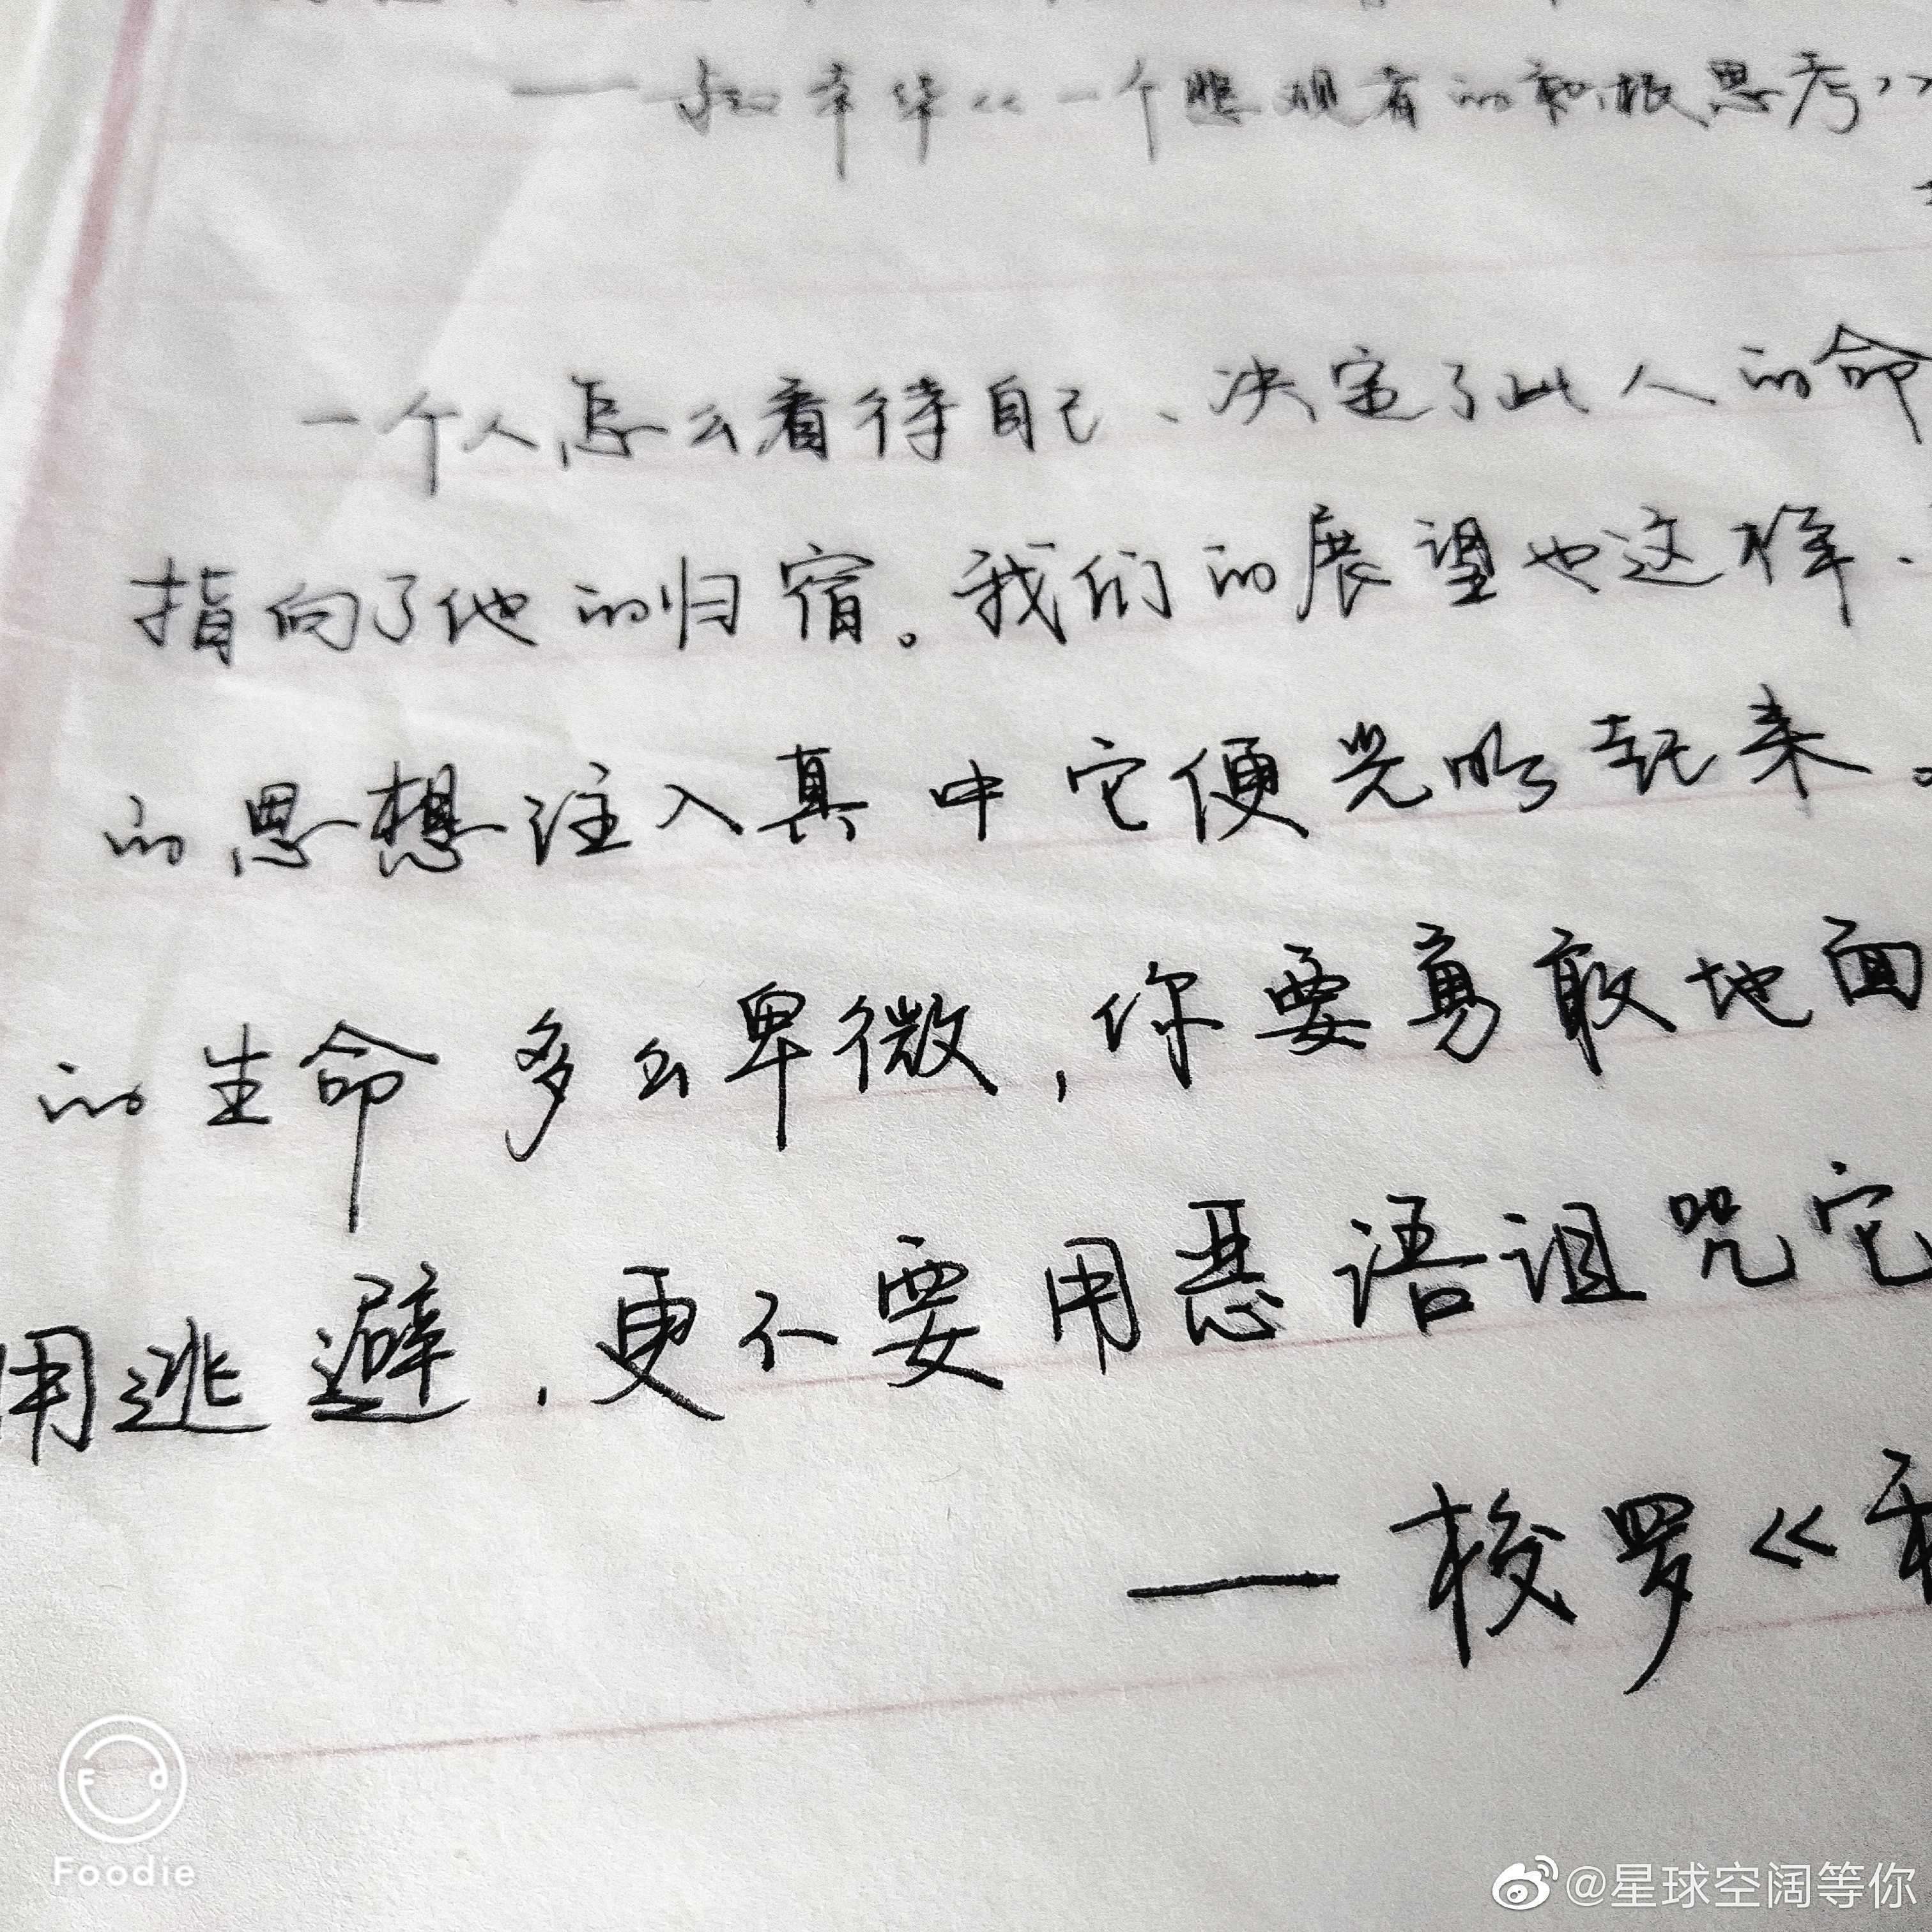 ——孙孝华《一个悲观者的积极思考》
一个人怎么看待自己、决定了此人的命
指向了他的归宿。我们的展望也这样.
的思想注入其中它便光明起来。
的生命多么卑微,你要勇敢地面
用逃避,更不要用恶语诅咒它
——梭罗《
Foodie
@星球空阔等你